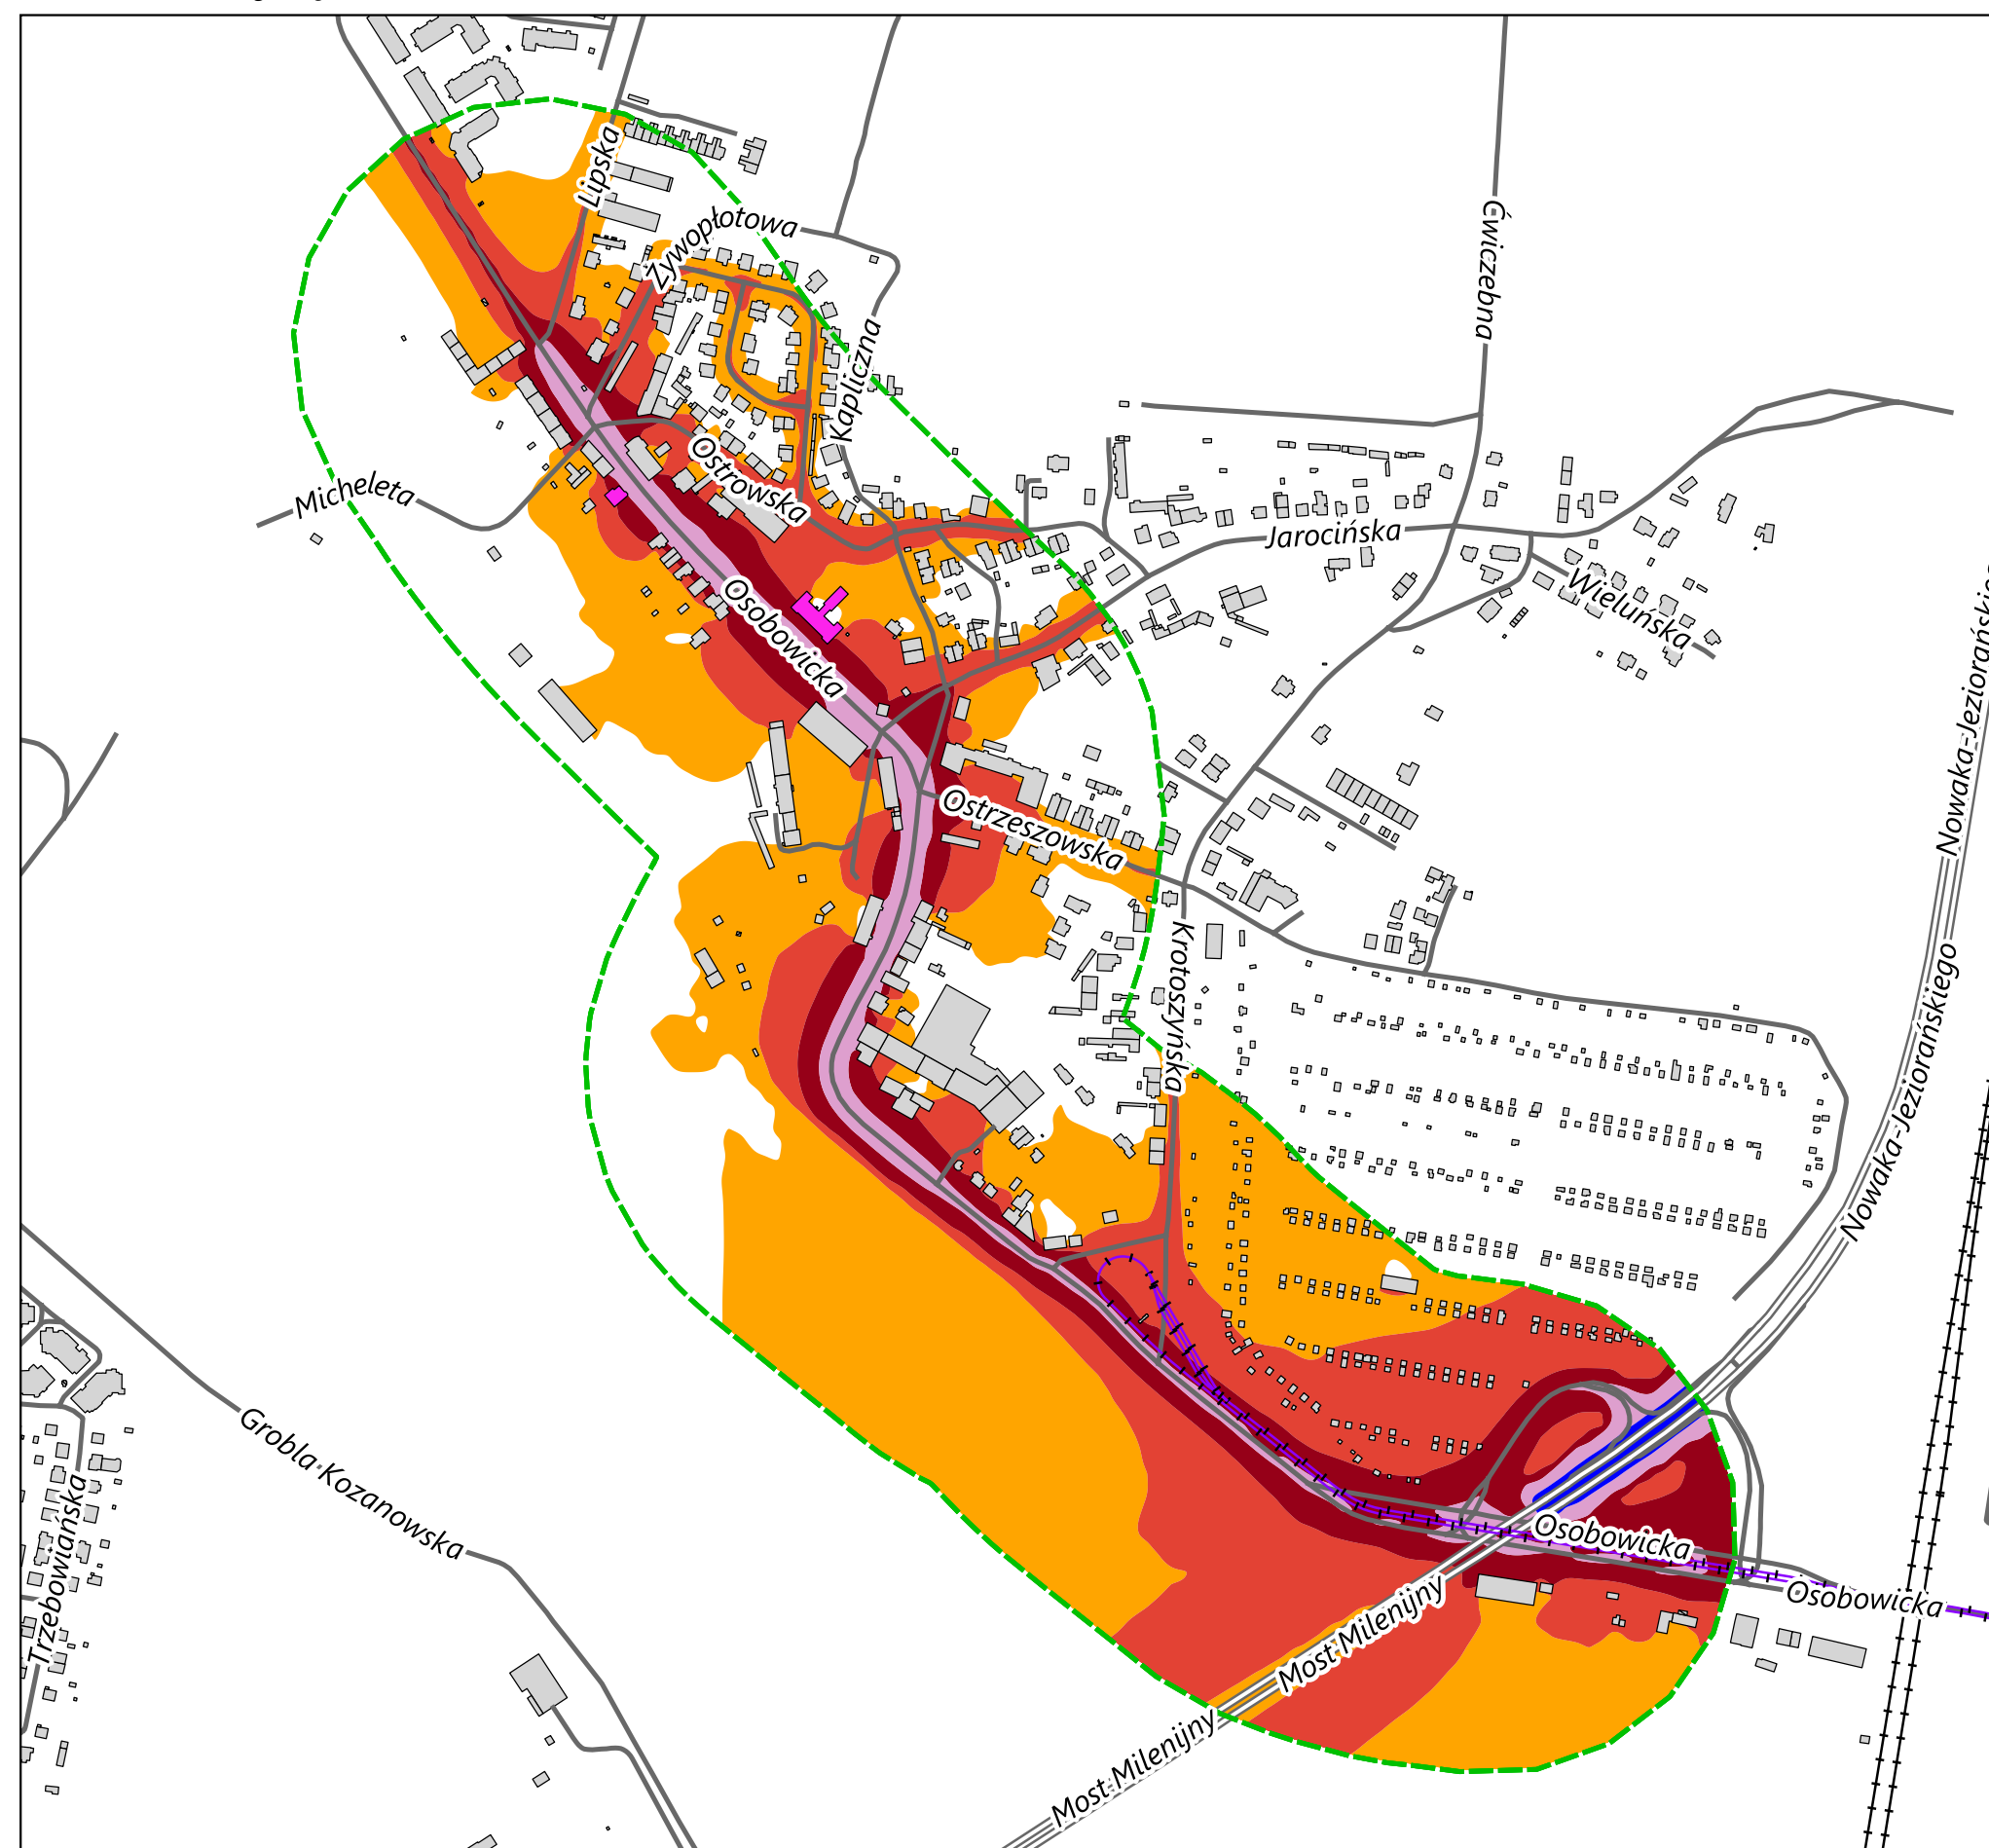 Lipska
Żywopłotowa
Ćwiczebna
Kapliczna
Micheleta
Ostrowska
Jarocińska
Wieluńska
Osobowicka
Nowaka-Jeziorańskiego
Ostrzeszowska
Krotoszyńska
Nowaka-Jeziorańskiego
Grobla Kozanowska
Trzebowiańska
Osobowicka
Osobowicka
Most Milenijny
Most Milenijny